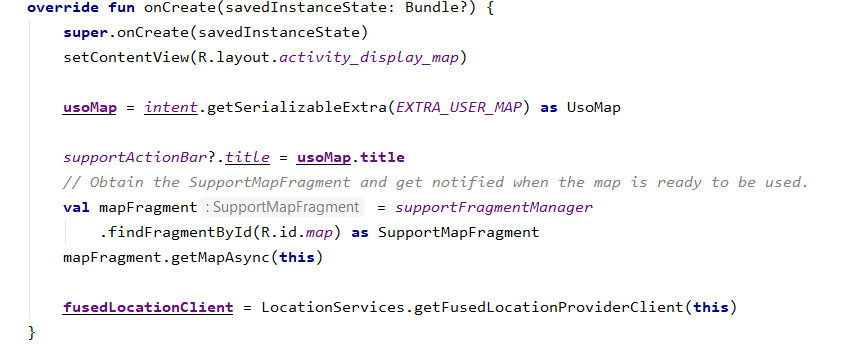 override fun onCreate(savedInstanceState: Bundle?) {
super.onCreate(savedInstanceState)
setContentView(R.layout.activity_display_map)
usoMap = intent.getSerializableExtra(EXTRA_USER_MAP) as UsoMap
supportActionBar?.title = usoMap.title
// Obtain the SupportMapFragment and get notified when the map is ready to be used.
val mapFragment : SupportMapFragment = supportFragmentManager
.findFragmentById(R.id.map) as SupportMapFragment
mapFragment.getMapAsync(this)
fusedLocationClient = LocationServices.getFusedLocationProviderClient(this)
}